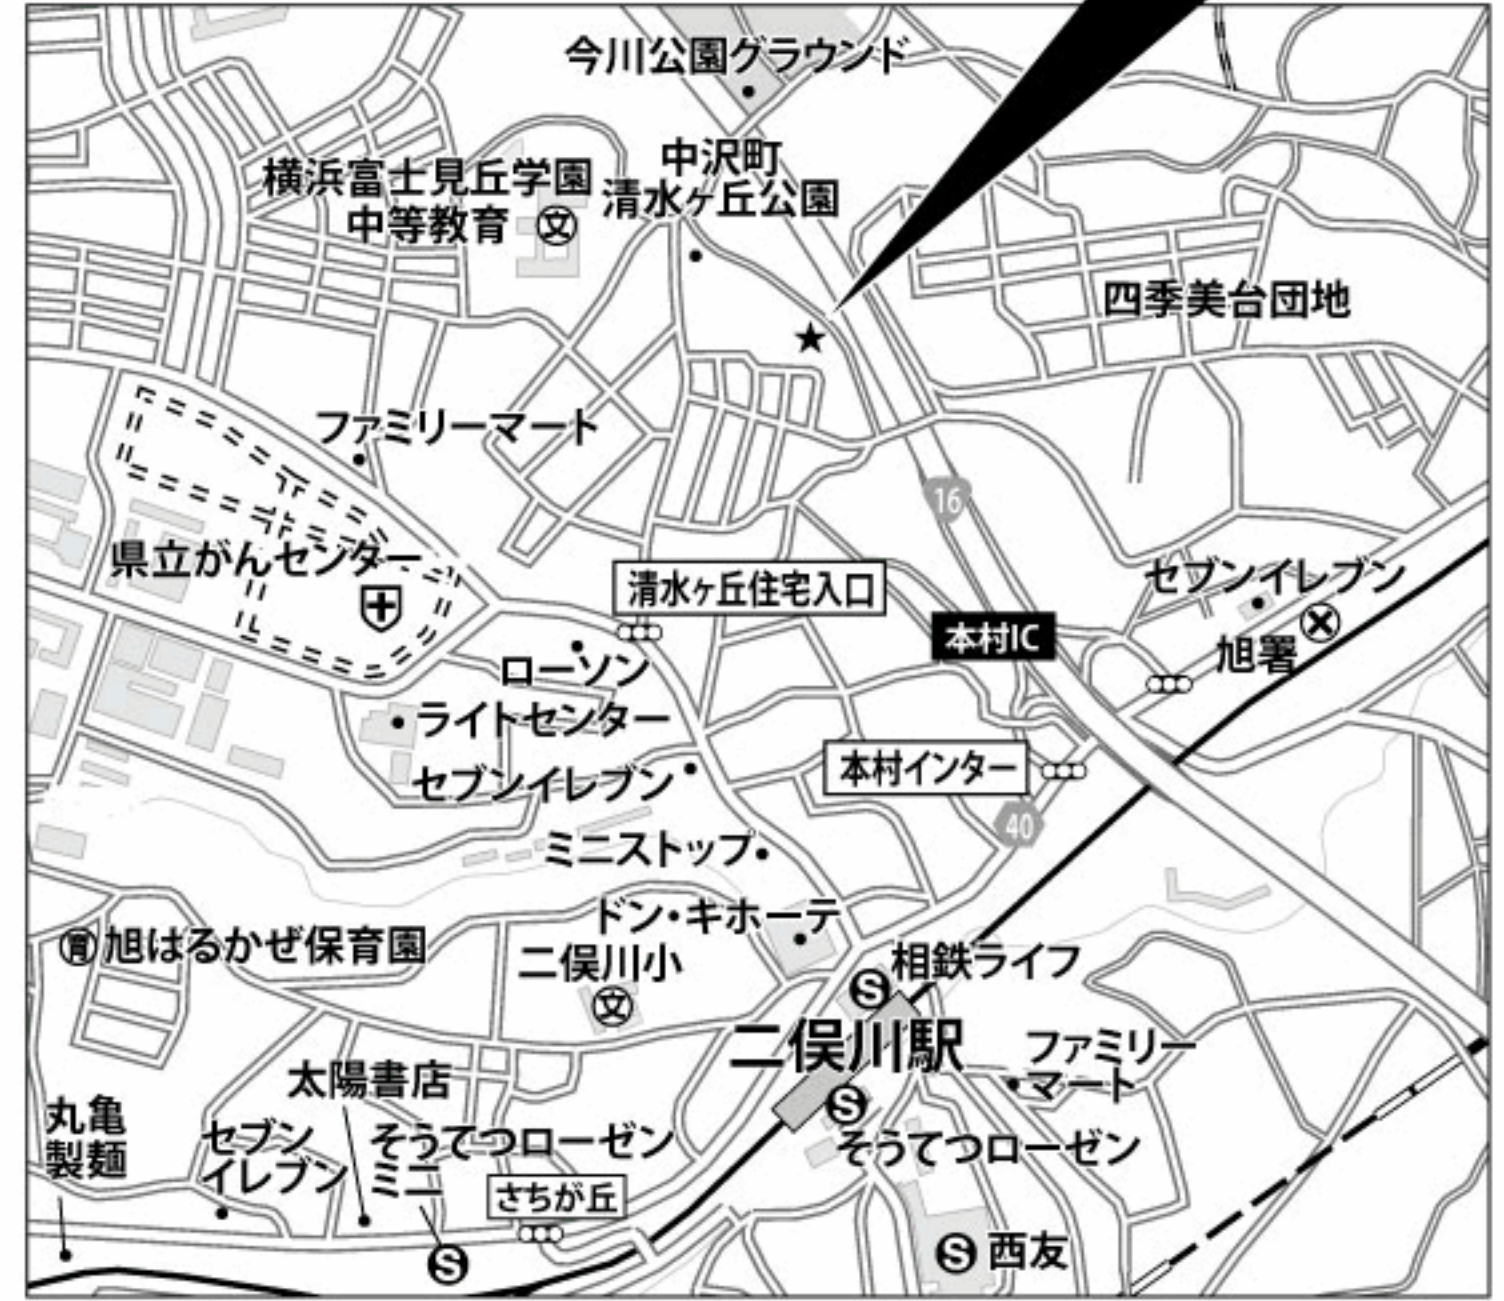 今川公園グラウンド
中沢町
清水ヶ丘公園
横浜富士見丘学園
中等教育 文
四季美台団地
ファミリーマート
16
県立がんセンター
清水ヶ丘住宅入口
セブンイレブン
本村IC
旭署
ローソン
ライトセンター
セブンイレブン
本村インター
40
ミニストップ
ドン・キホーテ
育 旭はるかぜ保育園
二俣川小
文
相鉄ライフ
S
二俣川駅
ファミリー
マート
太陽書店
S
丸亀
製麺
セブン
イレブン
そうてつローゼン
ミニ
そうてつローゼン
さちが丘
S
S 西友